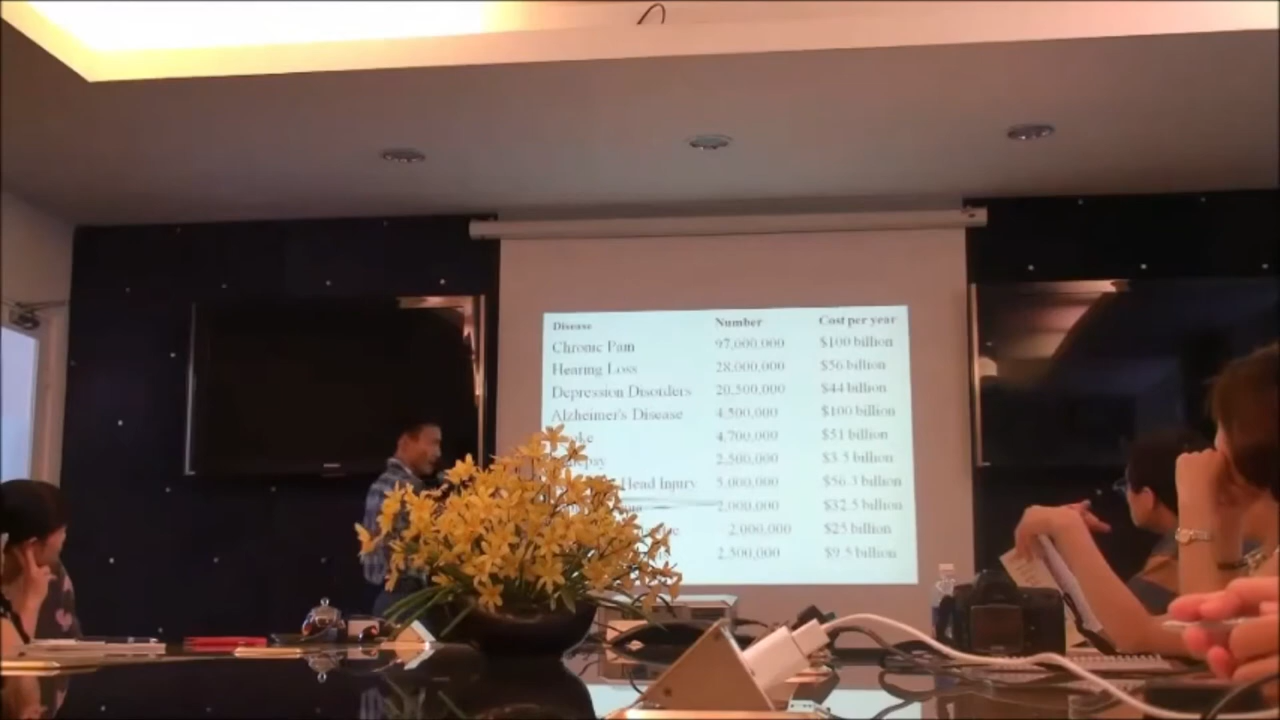 Disease Number Cost per year
Chronic Pain 97,000,000 $100 billion
Hearing Loss 28,000,000 $56 billion
Depression Disorders 20,500,000 $44 billion
Alzheimer's Disease 4,500,000 $100 billion
4,700,000 $51 billion
2,500,000 $3.5 billion
Head Injury 5,000,000 $56.3 billion
2,000,000 $32.5 billion
2,000,000 $25 billion
2,500,000 $9.5 billion